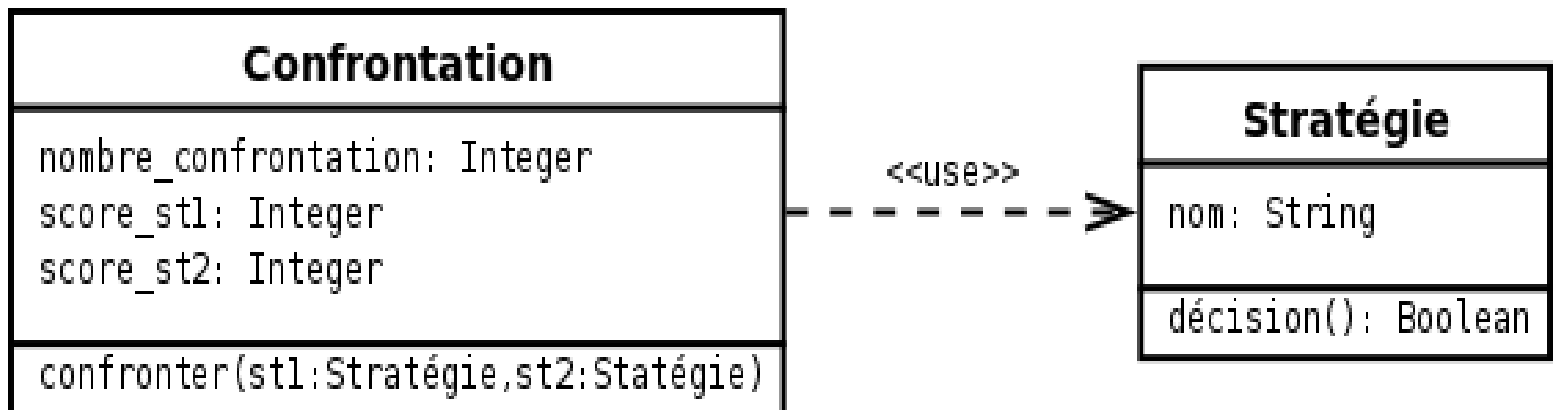 Confrontation
nombre_confrontation: Integer
score_st1: Integer
score_st2: Integer
confronter(st1:Stratégie,st2:Statégie)
<<use>>
Stratégie
nom: String
décision(): Boolean